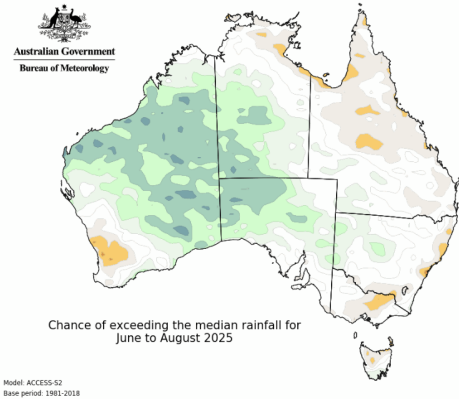 Australian Government
Bureau of Meteorology
Chance of exceeding the median rainfall for
June to August 2025
Model: ACCESS-S2
Base period: 1981-2018